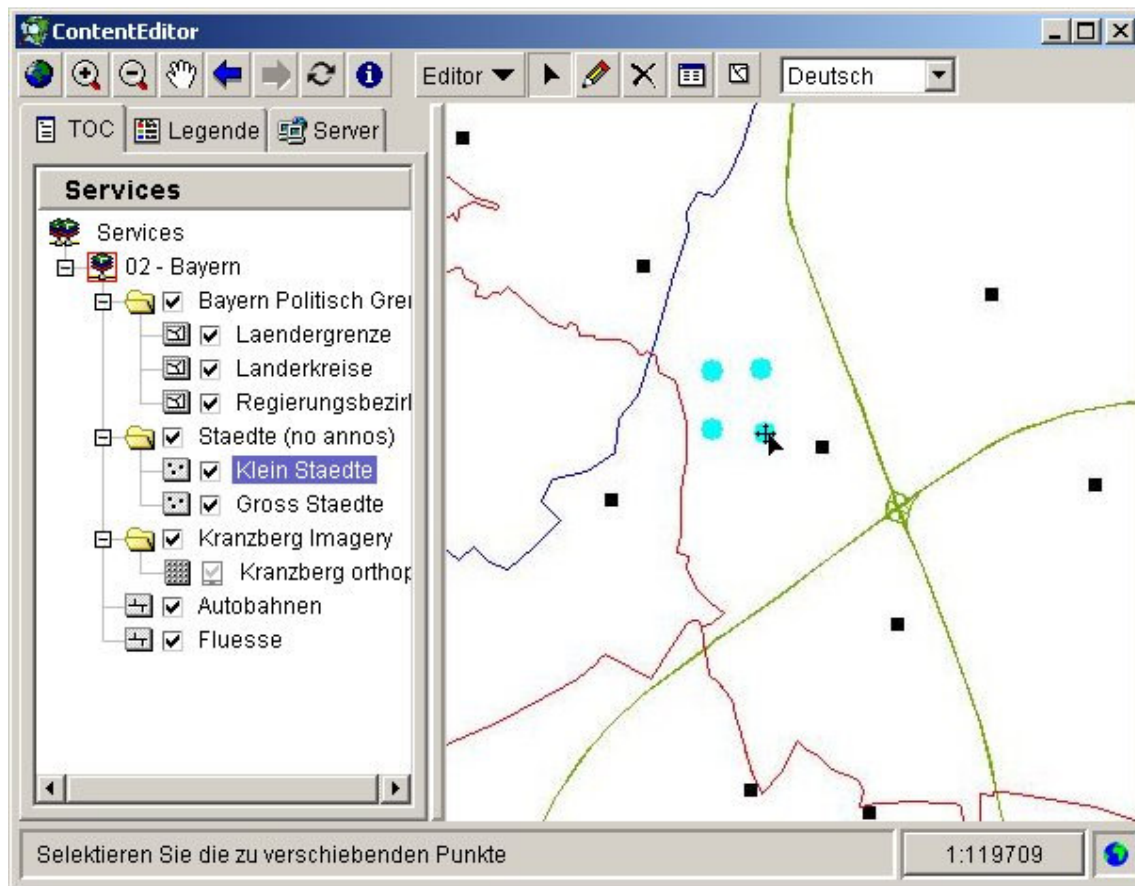 ContentEditor
Editor
Deutsch
TOC
Legende
Server
Services
Services
02 - Bayern
Bayern Politisch Gre
Laendergrenze
Landerkreise
Regierungsbezirl
Staedte (no annos)
Klein Staedte
Gross Staedte
Kranzberg Imagery
Kranzberg orthop
Autobahnen
Fluesse
Selektieren Sie die zu verschiebenden Punkte
1:119709